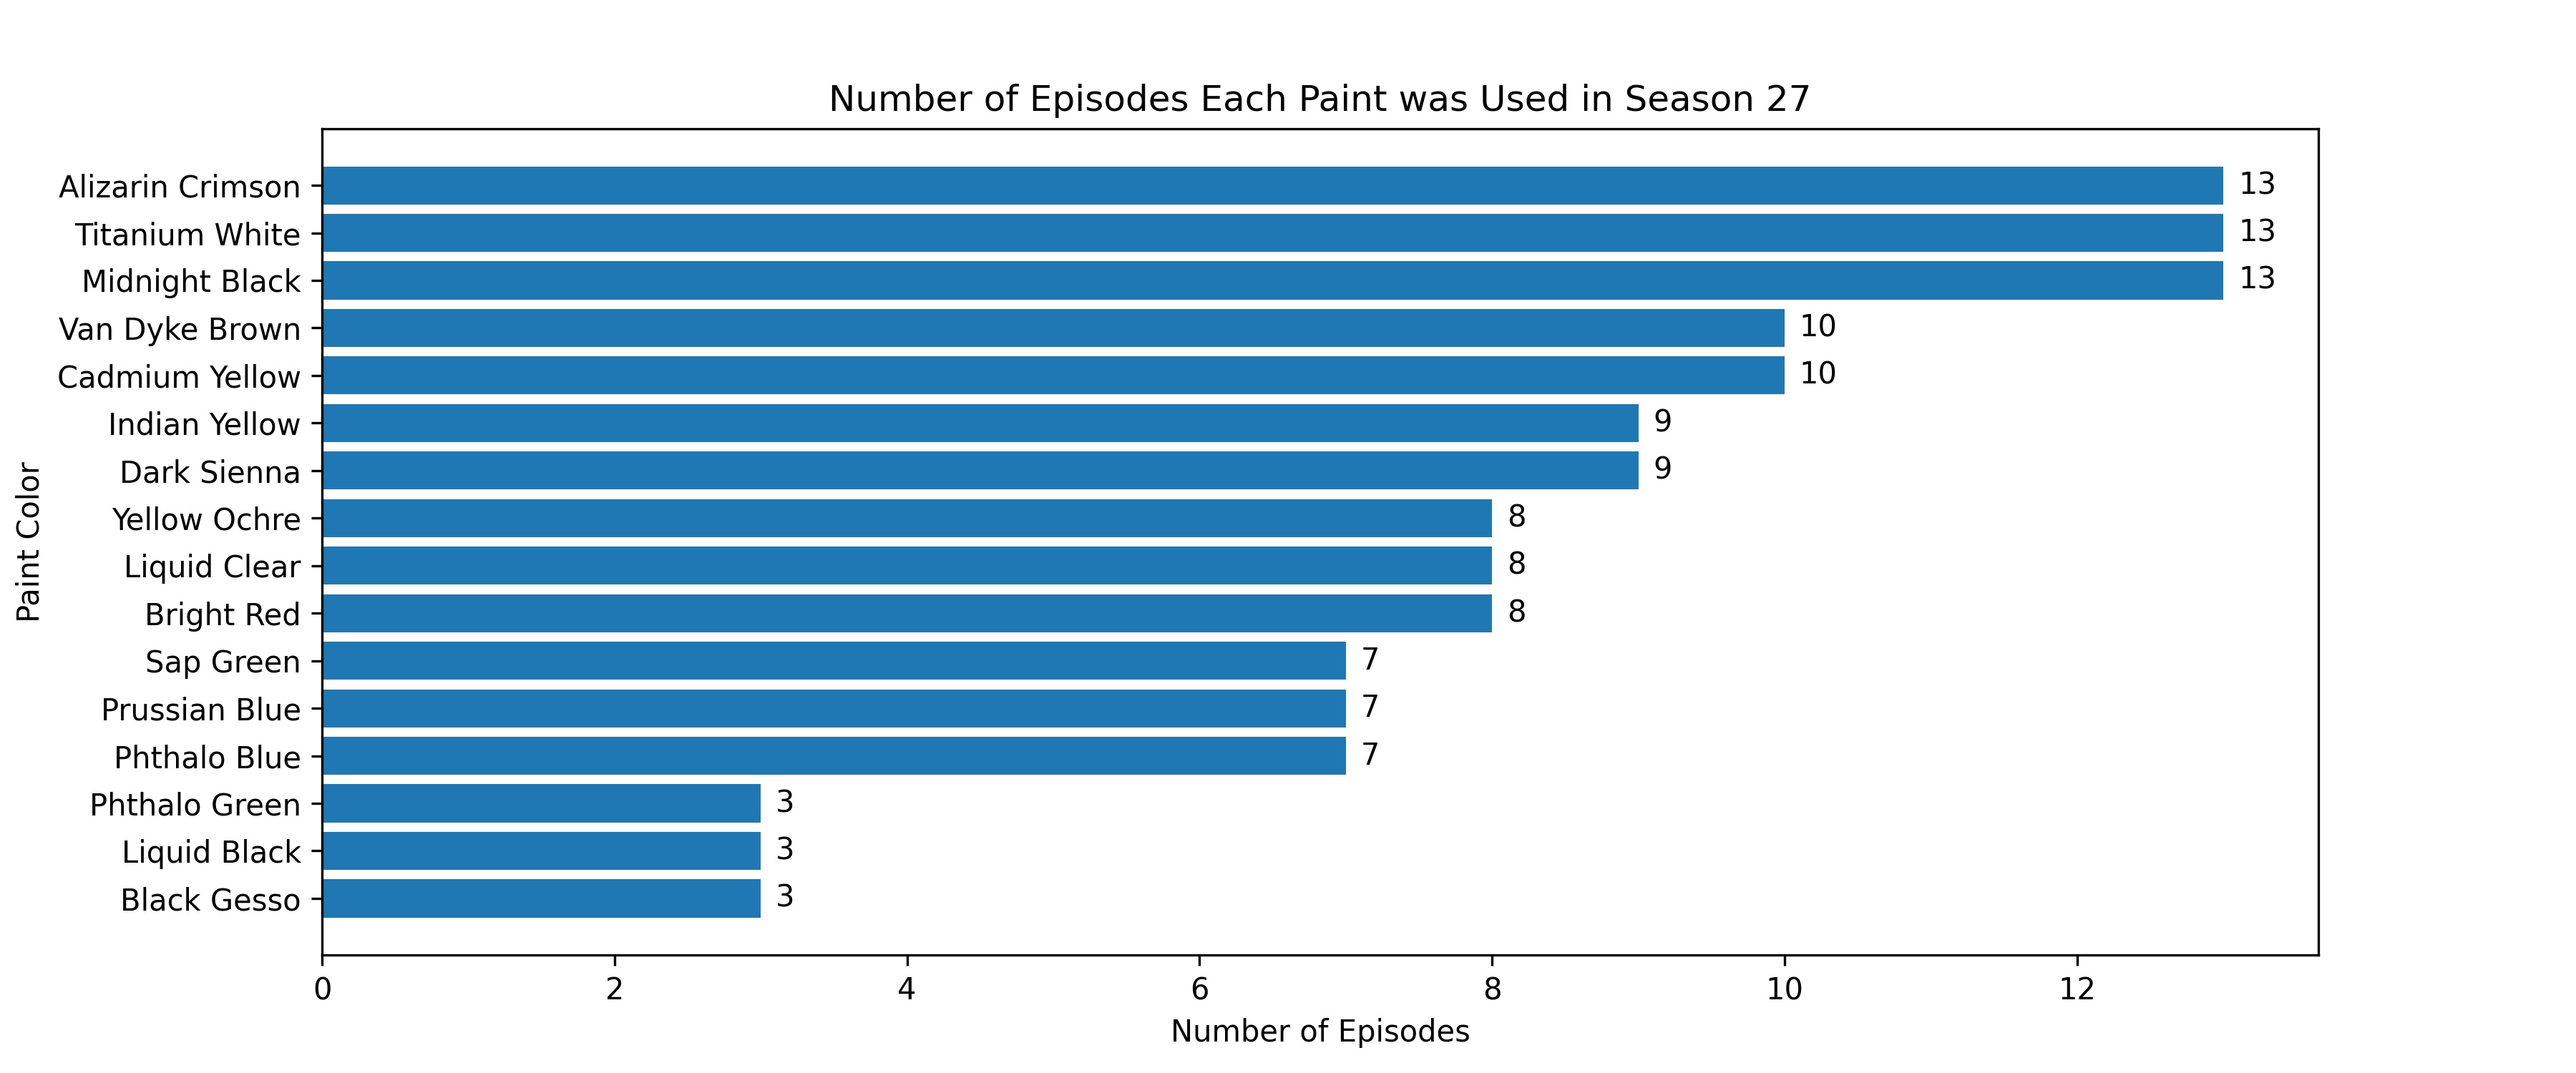 Number of Episodes Each Paint was Used in Season 27
Paint Color
Alizarin Crimson 13
Titanium White 13
Midnight Black 13
Van Dyke Brown 10
Cadmium Yellow 10
Indian Yellow 9
Dark Sienna 9
Yellow Ochre 8
Liquid Clear 8
Bright Red 8
Sap Green 7
Prussian Blue 7
Phthalo Blue 7
Phthalo Green 3
Liquid Black 3
Black Gesso 3
0 2 4 6 8 10 12
Number of Episodes